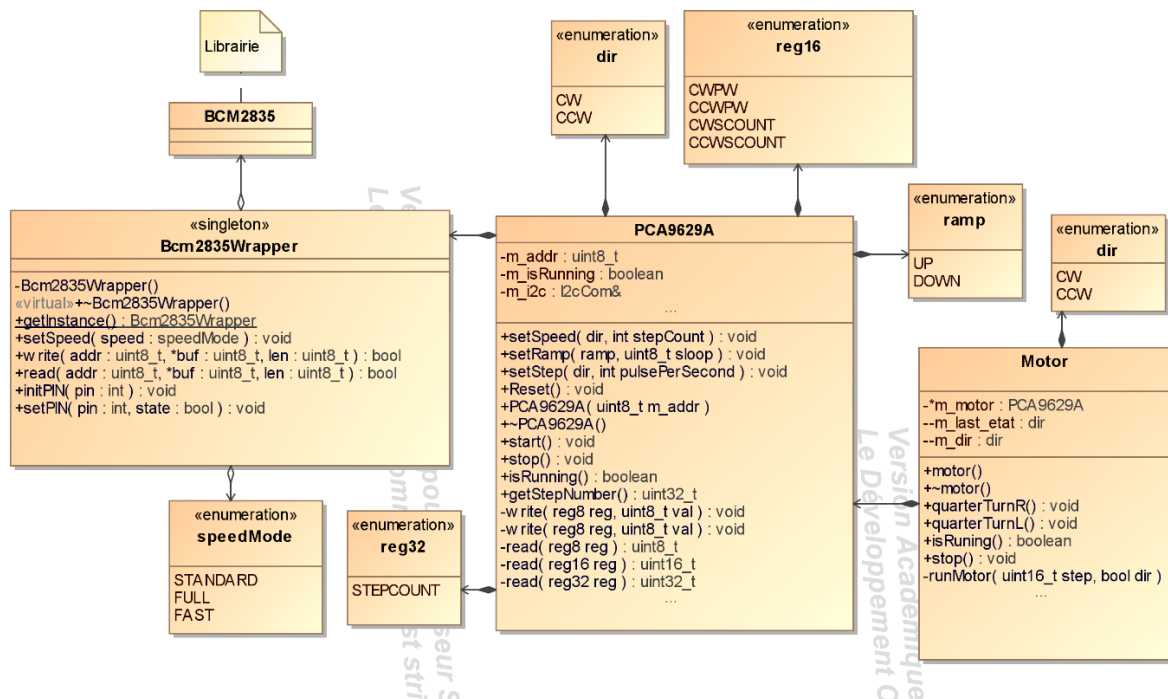 Librairie
BCM2835
«singleton»
Bcm2835Wrapper
-Bcm2835Wrapper()
«virtual»+~Bcm2835Wrapper()
+getInstance() : Bcm2835Wrapper
+setSpeed( speed : speedMode ) : void
+write( addr : uint8_t, *buf : uint8_t, len : uint8_t ) : bool
+read( addr : uint8_t, *buf : uint8_t, len : uint8_t ) : bool
+initPIN( pin : int ) : void
+setPIN( pin : int, state : bool ) : void
«enumeration»
speedMode
STANDARD
FULL
FAST
«enumeration»
dir
CW
CCW
«enumeration»
reg16
CWPW
CCWPW
CWSCOUNT
CCWSCOUNT
PCA9629A
-m_addr : uint8_t
-m_isRunning : boolean
-m_i2c : I2cCom&
...
+setSpeed( dir, int stepCount ) : void
+setRamp( ramp, uint8_t sloop ) : void
+setStep( dir, int pulsePerSecond ) : void
+Reset() : void
+PCA9629A( uint8_t m_addr )
+~PCA9629A()
+start() : void
+stop() : void
+isRunning() : boolean
+getStepNumber() : uint32_t
-write( reg8 reg, uint8_t val ) : void
-write( reg8 reg, uint8_t val ) : void
-read( reg8 reg ) : uint8_t
-read( reg16 reg ) : uint16_t
-read( reg32 reg ) : uint32_t
...
«enumeration»
reg32
STEPCOUNT
«enumeration»
ramp
UP
DOWN
«enumeration»
dir
CW
CCW
Motor
-*m_motor : PCA9629A
--m_last_etat : dir
--m_dir : dir
+motor()
+~motor()
+quarterTurnR() : void
+quarterTurnL() : void
+isRuning() : boolean
+stop() : void
-runMotor( uint16_t step, bool dir )
...
Version Académique
Le Développement C